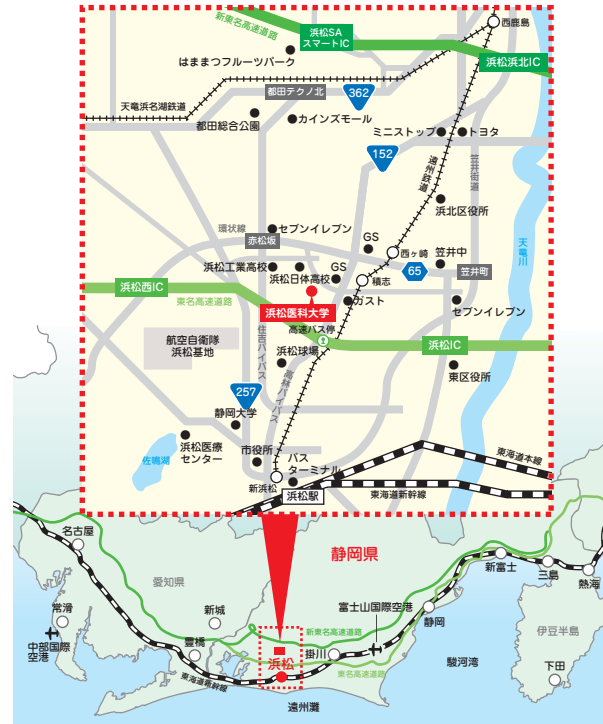 新東名高速道路
浜松SA
スマートIC
西鹿島
はままつフルーツパーク
浜松浜北IC
都田テクノ北
362
天竜浜名湖鉄道
都田総合公園
カインズモール
ミニストップ
トヨタ
152
遠州鉄道
笠井街道
浜北区役所
天竜川
環状線
セブンイレブン
赤松坂
GS
西ヶ崎
笠井中
浜松工業高校
浜松日体高校
GS
積志
65
笠井町
浜松西IC
東名高速道路
浜松医科大学
ガスト
セブンイレブン
高速バス停
航空自衛隊
浜松基地
住吉バイパス
浜松球場
浜松IC
高林バイパス
東区役所
257
静岡大学
浜松医療
センター
市役所
バス
ターミナル
佐鳴湖
新浜松
浜松駅
東海道本線
東海道新幹線
名古屋
静岡県
新富士
三島
熱海
愛知県
常滑
新城
富士山国際空港
静岡
中部国際
空港
豊橋
新東名高速道路
伊豆半島
浜松
掛川
駿河湾
東海道新幹線
東名高速道路
下田
遠州灘